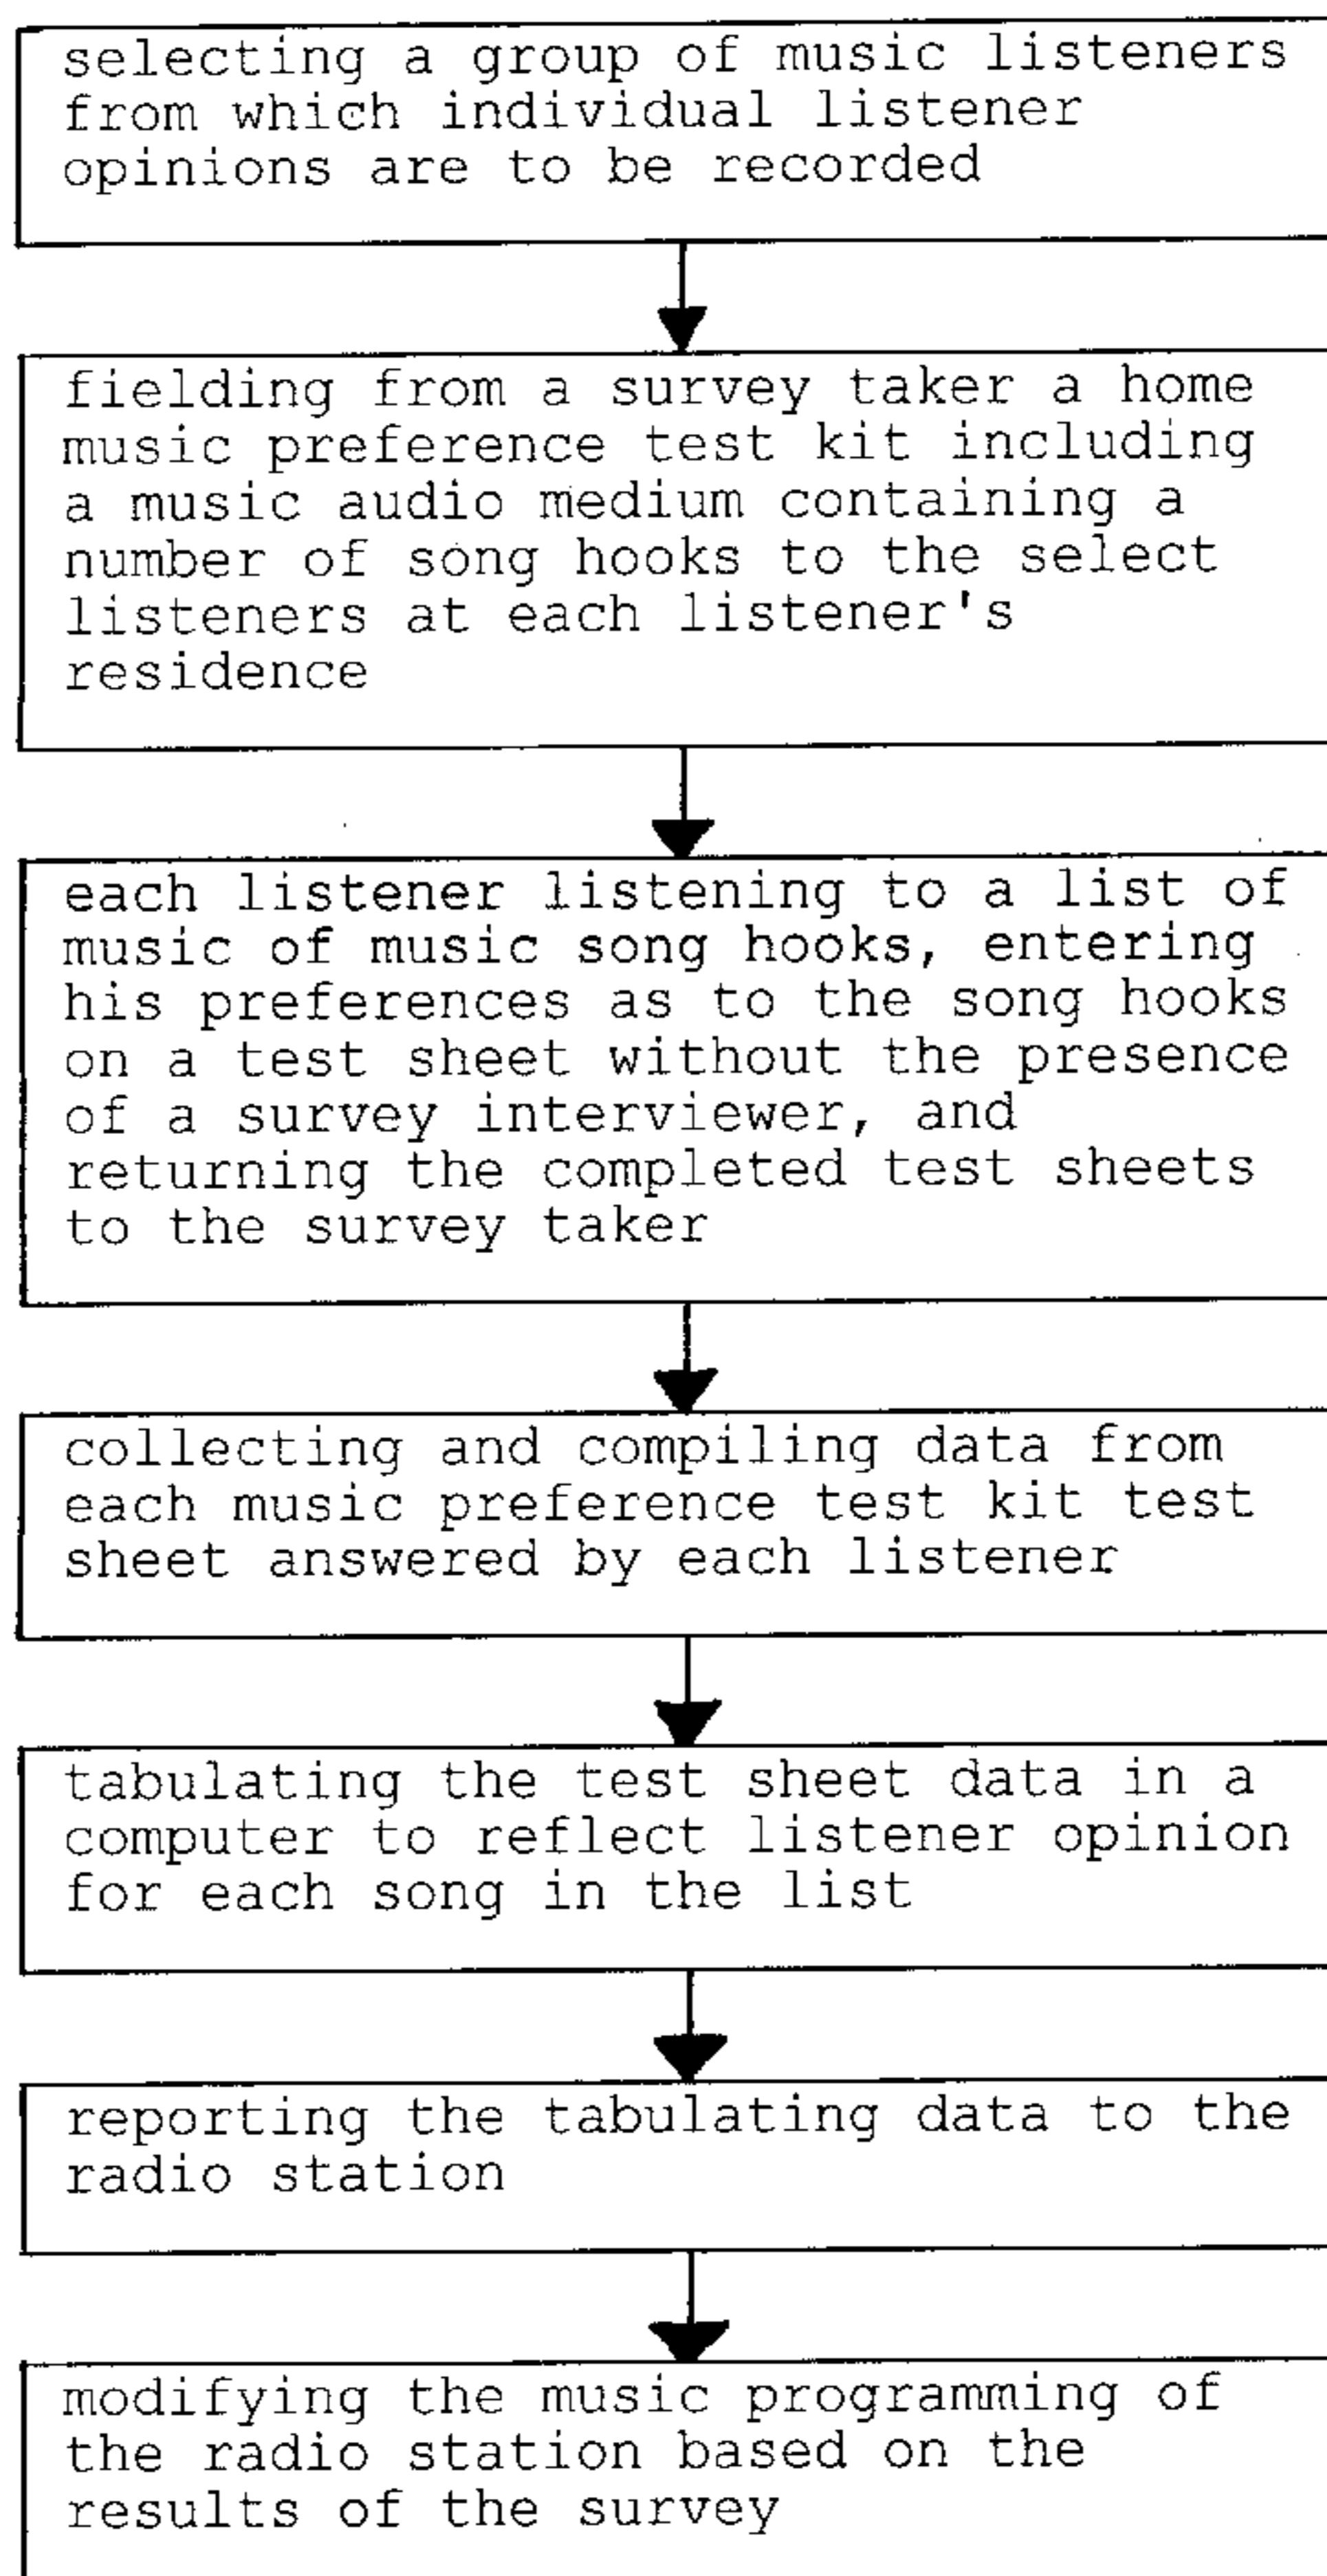 selecting a group of music listeners
from which individual listener
opinions are to be recorded
fielding from a survey taker a home
music preference test kit including
a music audio medium containing a
number of song hooks to the select
listeners at each listener's
residence
each listener listening to a list of
music of music song hooks, entering
his preferences as to the song hooks
on a test sheet without the presence
of a survey interviewer, and
returning the completed test sheets
to the survey taker
collecting and compiling data from
each music preference test kit test
sheet answered by each listener
tabulating the test sheet data in a
computer to reflect listener opinion
for each song in the list
reporting the tabulating data to the
radio station
modifying the music programming of
the radio station based on the
results of the survey